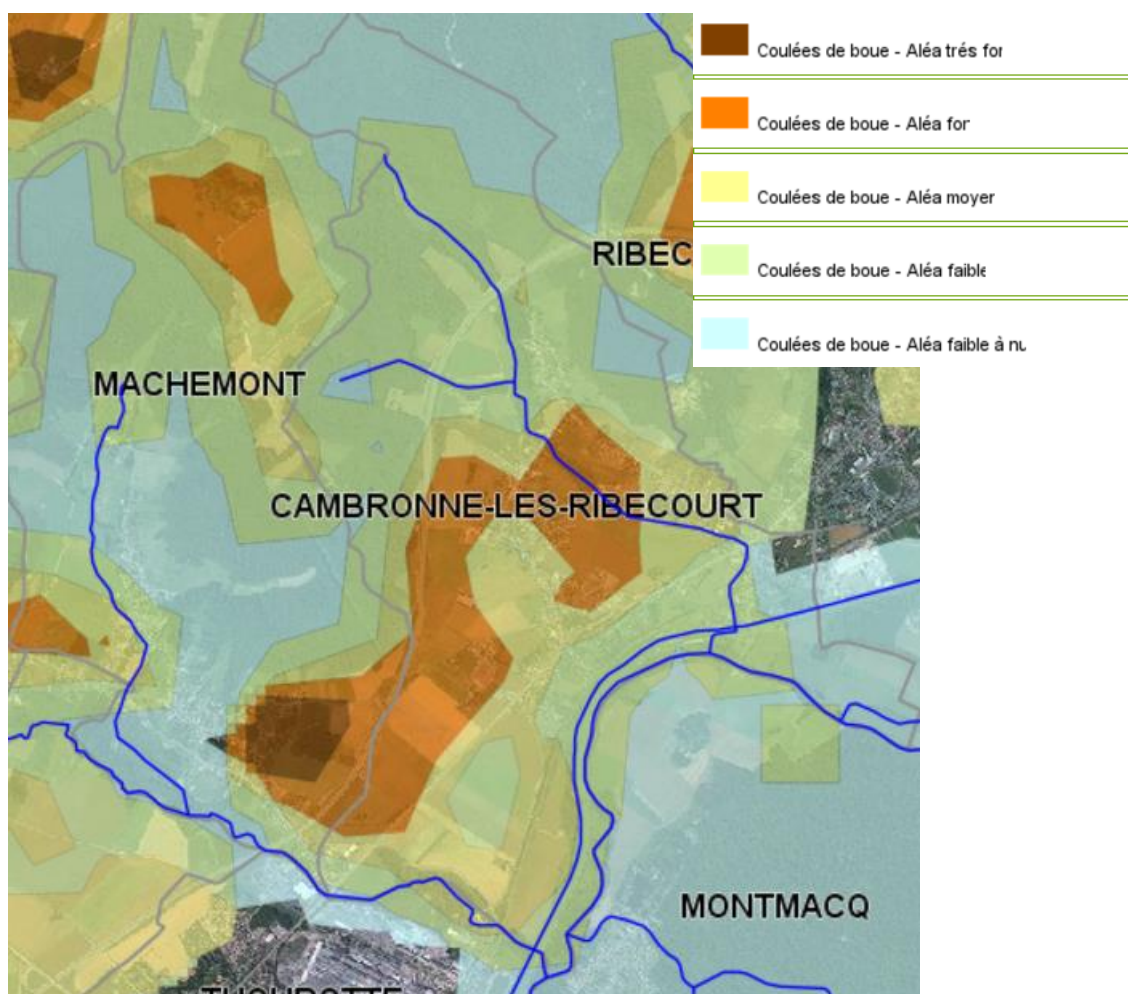 Coulées de boue - Aléa trés for
Coulées de boue - Aléa for
Coulées de boue - Aléa moyer
Coulées de boue - Aléa faible
Coulées de boue - Aléa faible à nu
RIBEC
MACHEMONT
CAMBRONNE-LES-RIBECOURT
MONTMACQ
THOUROTTE